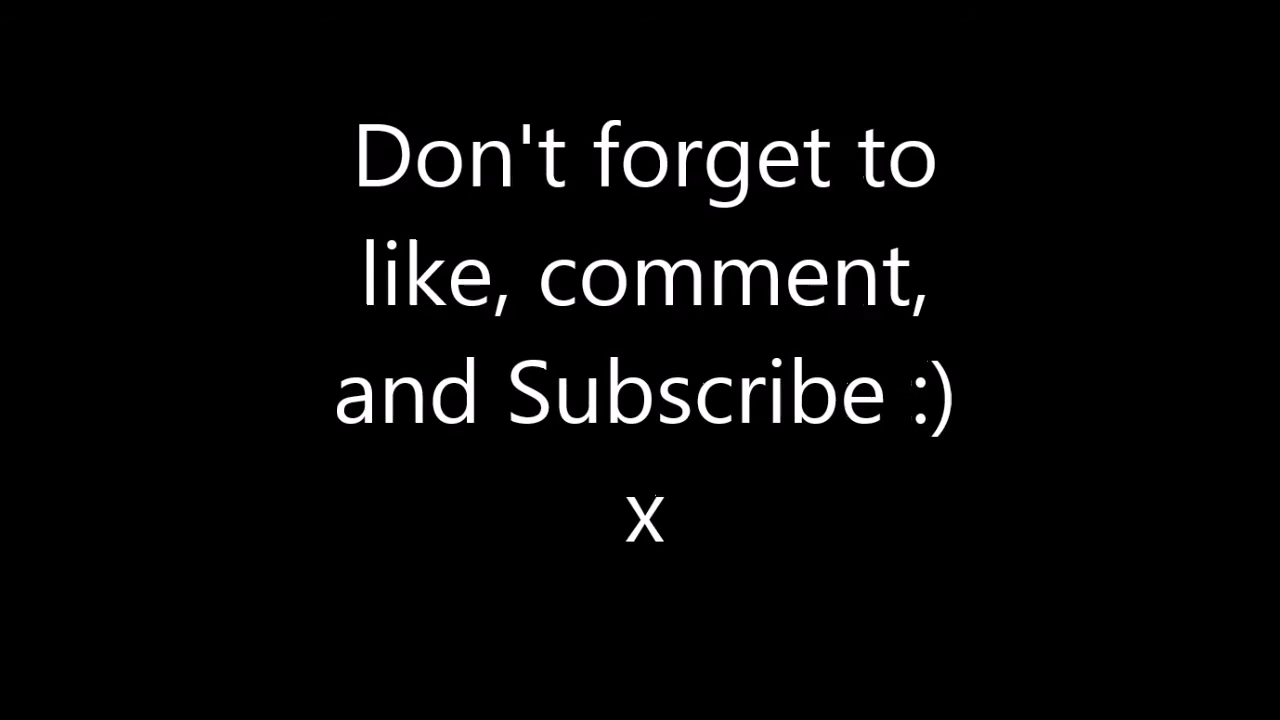 Don't forget to
like, comment,
and Subscribe :)
x